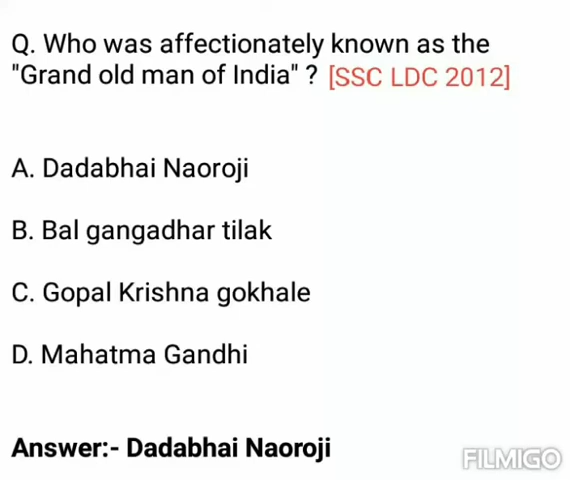 Q. Who was affectionately known as the
"Grand old man of India" ? [SSC LDC 2012]
A. Dadabhai Naoroji
B. Bal gangadhar tilak
C. Gopal Krishna gokhale
D. Mahatma Gandhi
Answer:- Dadabhai Naoroji
FILMIGO